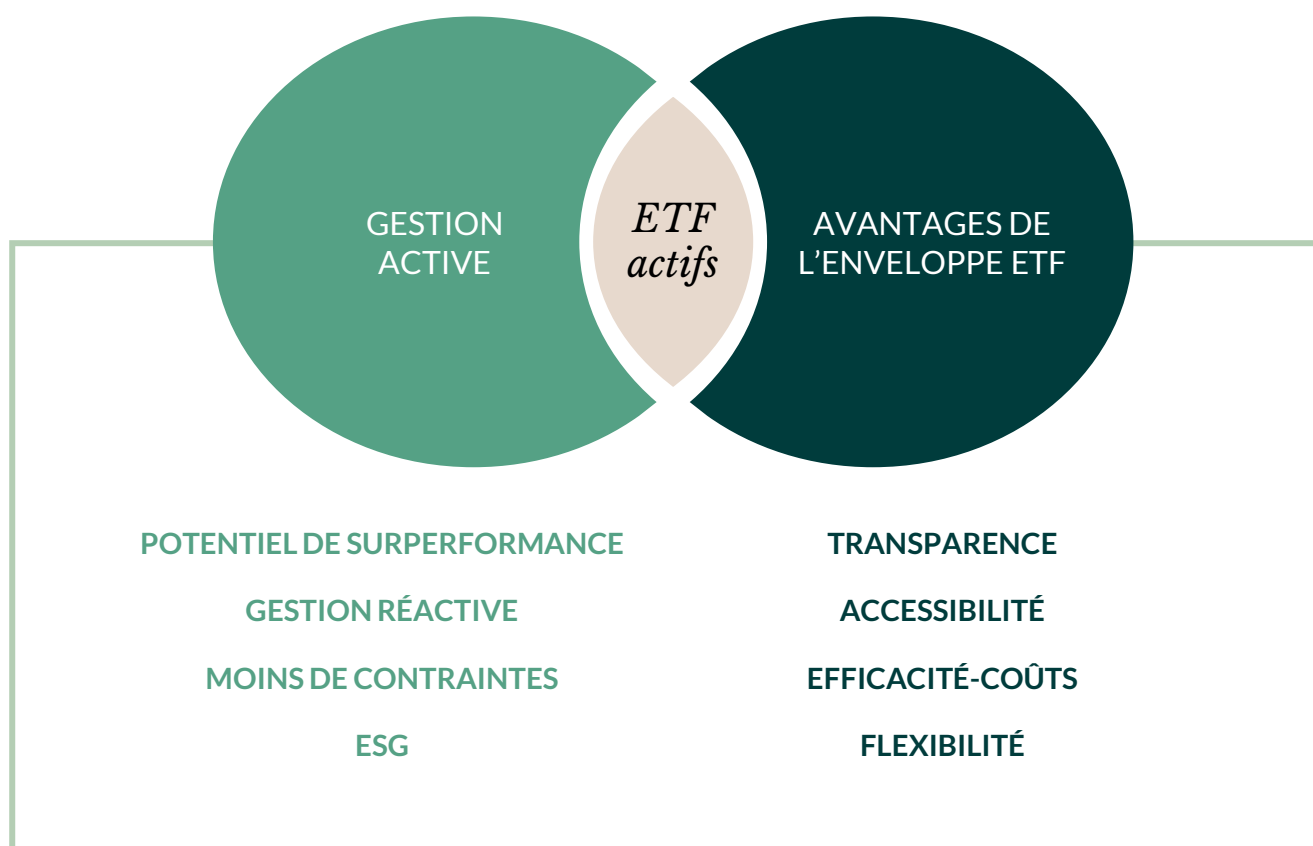 GESTION
ACTIVE
ETF
actifs
AVANTAGES DE
L’ENVELOPPE ETF
POTENTIEL DE SURPERFORMANCE
GESTION RÉACTIVE
MOINS DE CONTRAINTES
ESG
TRANSPARENCE
ACCESSIBILITÉ
EFFICACITÉ-COÛTS
FLEXIBILITÉ